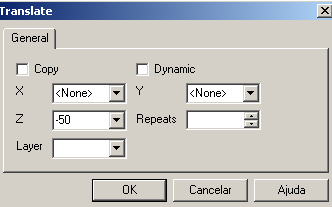 Translate
General
Copy Dynamic
X <None> Y <None>
Z -50 Repeats
Layer
OK Cancelar Ajuda